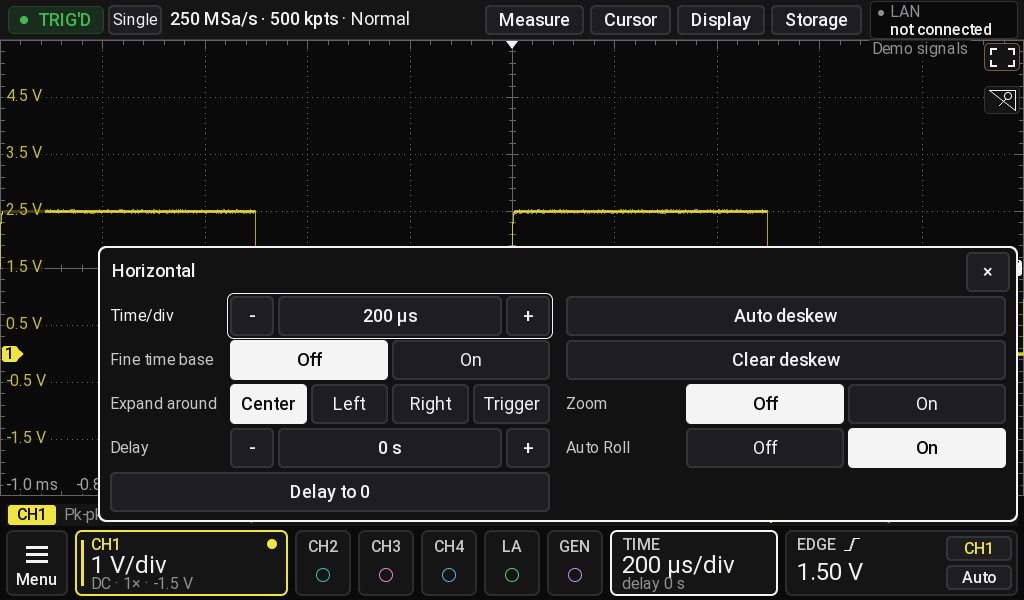 TRIG'D Single 250 MSa/s · 500 kpts · Normal Measure Cursor Display Storage LAN
not connected
Demo signals
4.5 V
3.5 V
2.5 V
1.5 V
0.5 V
1
-0.5 V
-1.5 V
-1.0 ms
Horizontal ×
Time/div - 200 µs + Auto deskew
Fine time base Off On Clear deskew
Expand around Center Left Right Trigger Zoom Off On
Delay - 0 s + Auto Roll Off On
Delay to 0
CH1
Menu
CH1
1 V/div
DC · 1× · -1.5 V
CH2
CH3
CH4
LA
GEN
TIME
200 µs/div
delay 0 s
EDGE
1.50 V
CH1
Auto